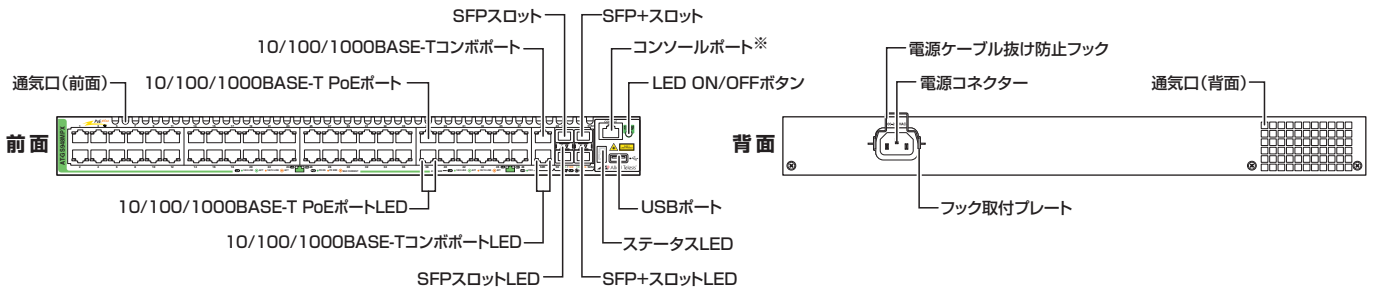 SFPスロット
SFP+スロット
10/100/1000BASE-Tコンボポート
コンソールポート※
通気口（前面）
10/100/1000BASE-T PoEポート
LED ON/OFFボタン
前面
10/100/1000BASE-T PoEポートLED
USBポート
10/100/1000BASE-TコンボポートLED
ステータスLED
SFPスロットLED
SFP+スロットLED
電源ケーブル抜け防止フック
電源コネクター
通気口（背面）
背面
フック取付プレート